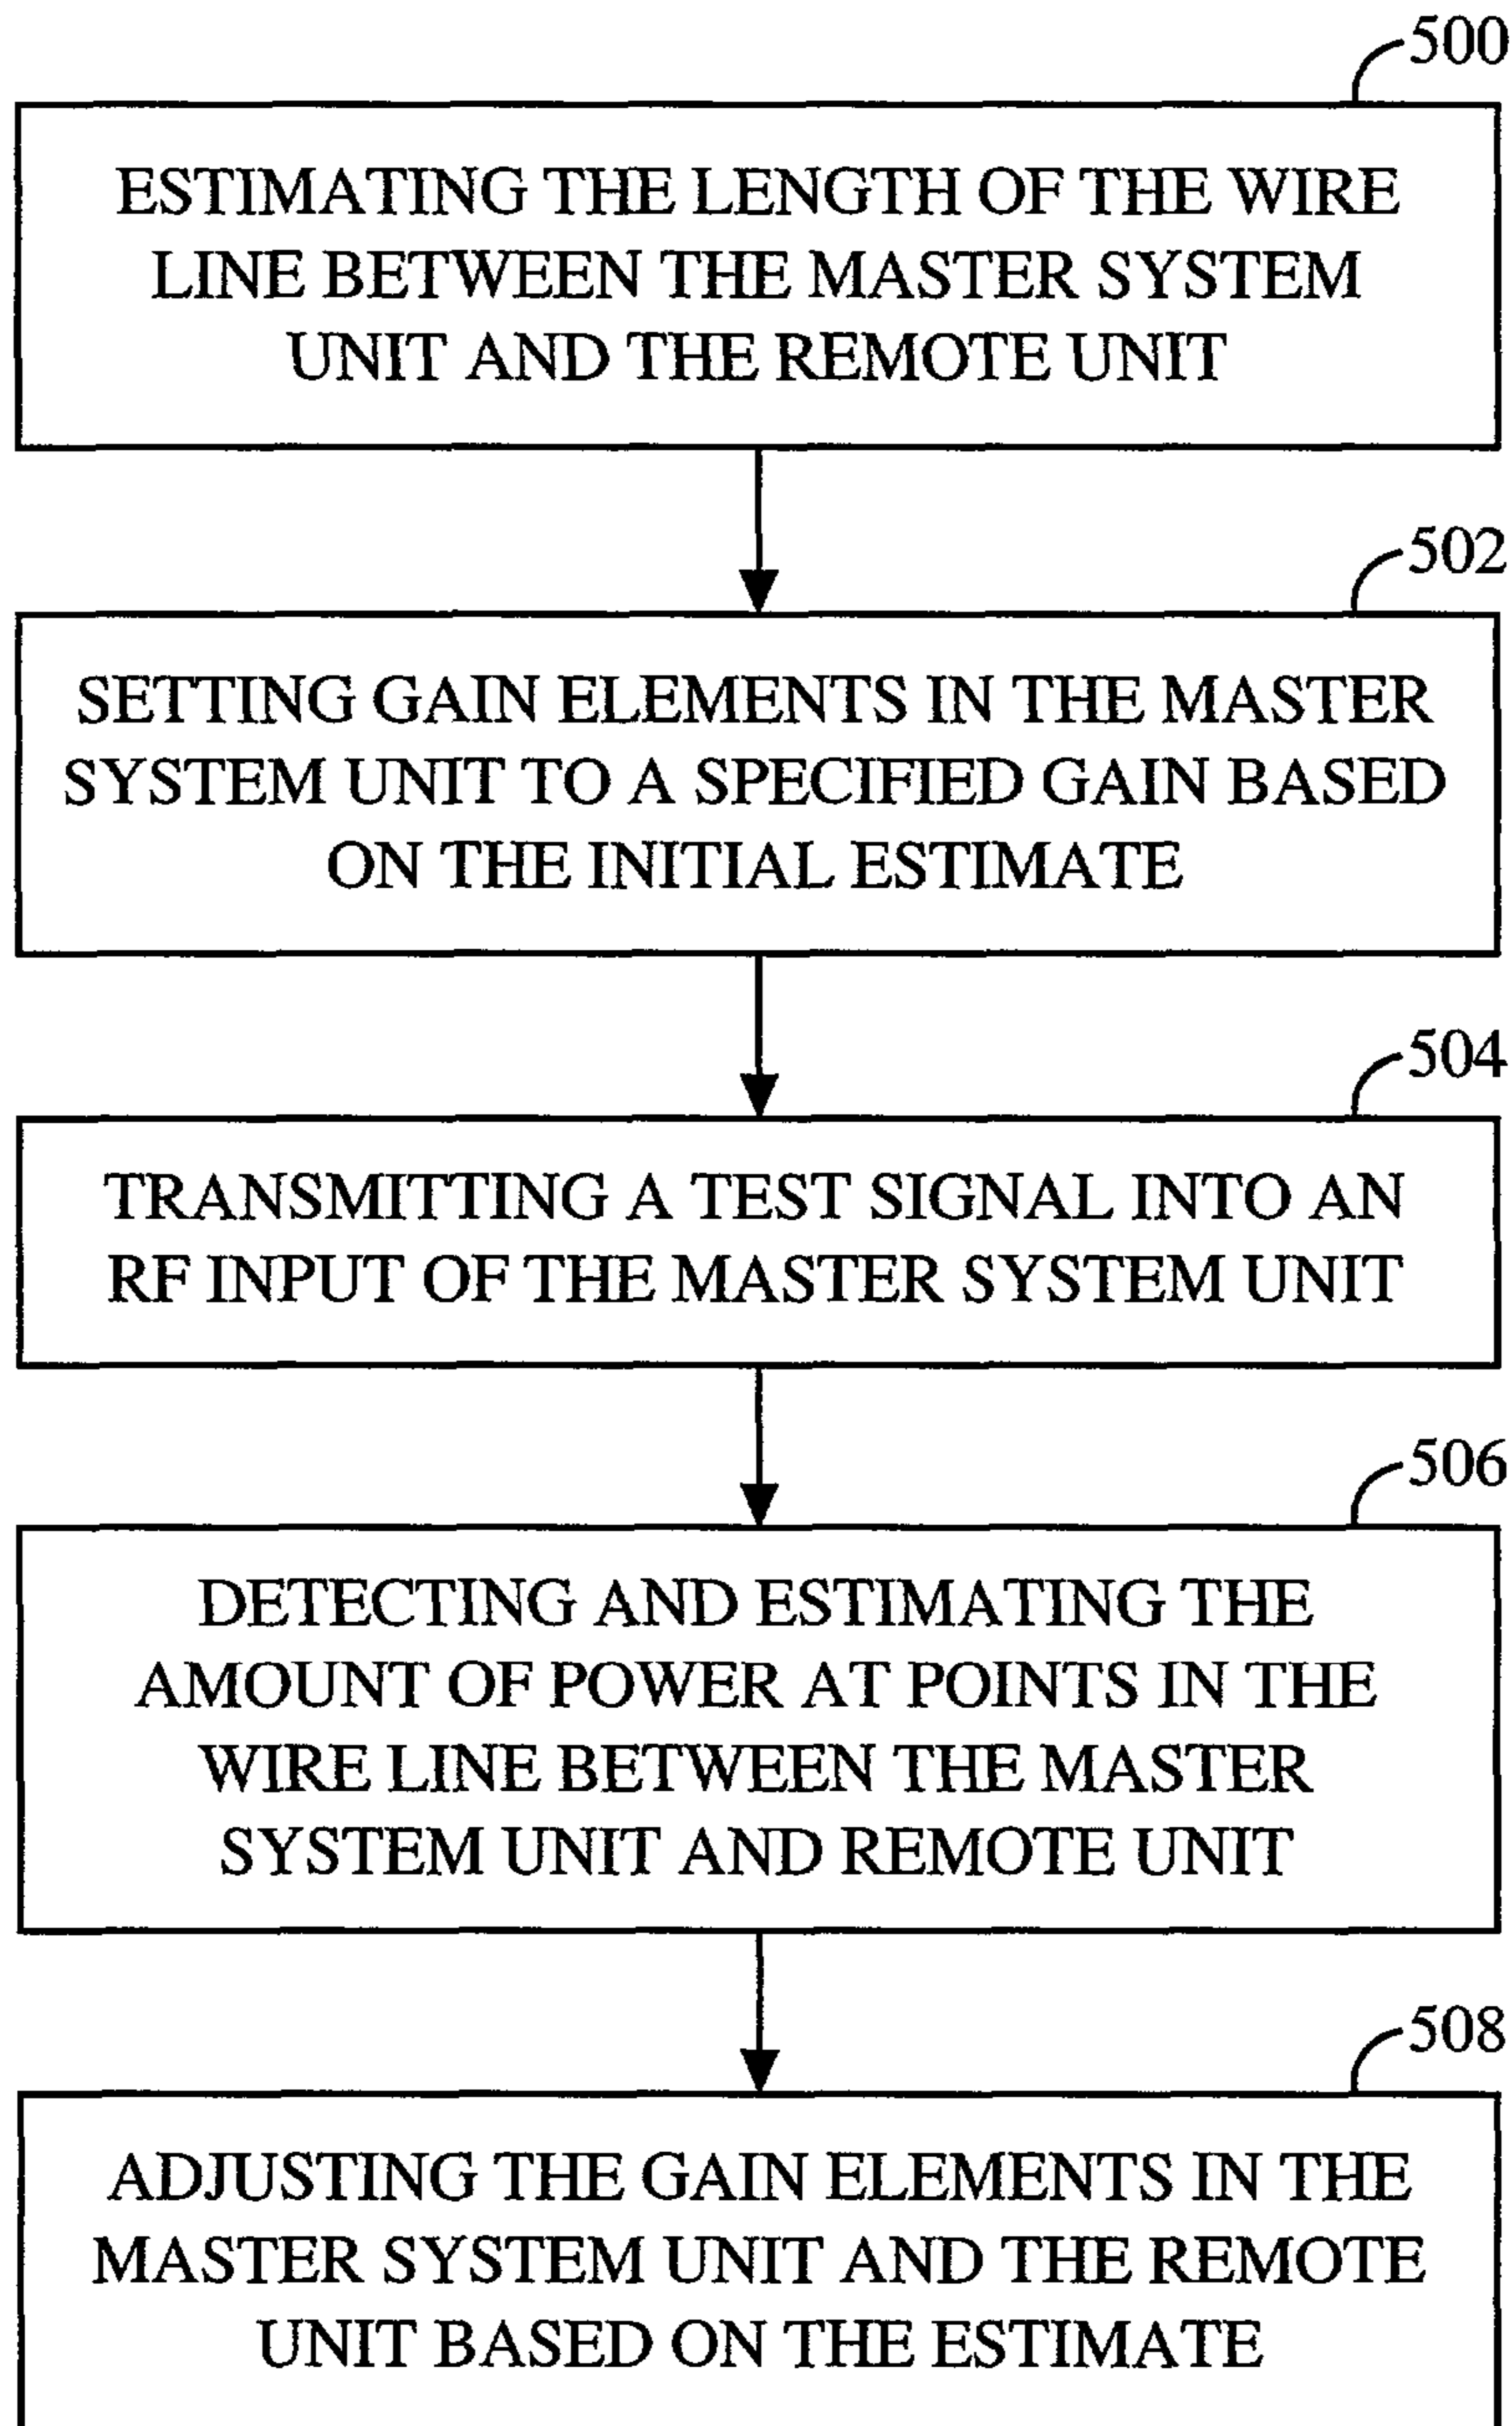 500
ESTIMATING THE LENGTH OF THE WIRE
LINE BETWEEN THE MASTER SYSTEM
UNIT AND THE REMOTE UNIT
502
SETTING GAIN ELEMENTS IN THE MASTER
SYSTEM UNIT TO A SPECIFIED GAIN BASED
ON THE INITIAL ESTIMATE
504
TRANSMITTING A TEST SIGNAL INTO AN
RF INPUT OF THE MASTER SYSTEM UNIT
506
DETECTING AND ESTIMATING THE
AMOUNT OF POWER AT POINTS IN THE
WIRE LINE BETWEEN THE MASTER
SYSTEM UNIT AND REMOTE UNIT
508
ADJUSTING THE GAIN ELEMENTS IN THE
MASTER SYSTEM UNIT AND THE REMOTE
UNIT BASED ON THE ESTIMATE